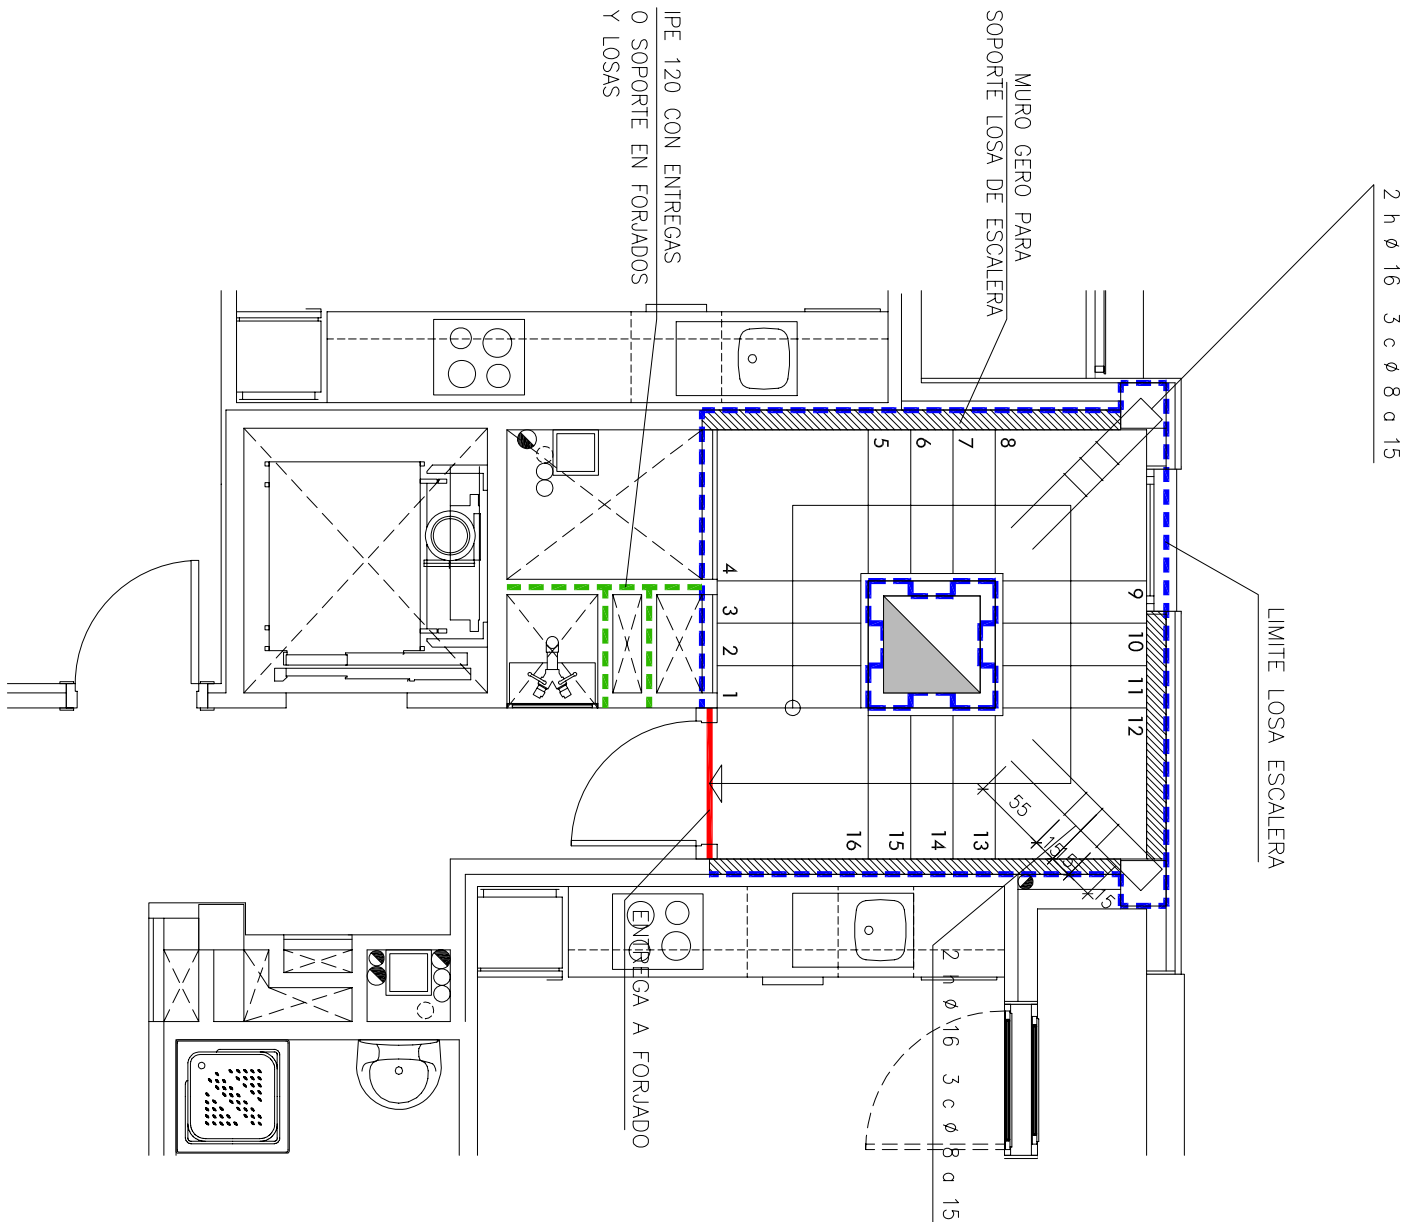 2 h ø 16 3 c ø 8 a 15
MURO GERO PARA
SOPORTE LOSA DE ESCALERA
IPE 120 CON ENTREGAS
O SOPORTE EN FORJADOS
Y LOSAS
LIMITE LOSA ESCALERA
5
6
7
8
4
3
2
1
9
10
11
12
16
15
14
13
55
15
15
15
ENTREGA A FORJADO
2 h ø 16 3 c ø 8 a 15